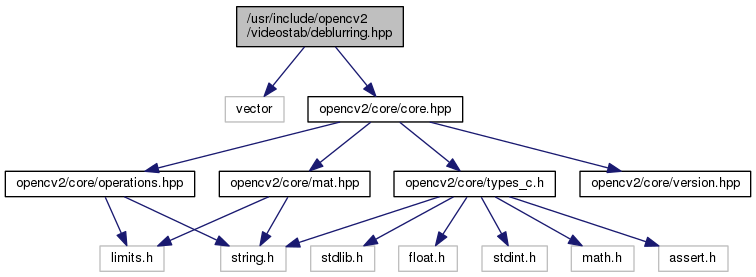 /usr/include/opencv2
/videostab/deblurring.hpp
vector
opencv2/core/core.hpp
opencv2/core/operations.hpp
opencv2/core/mat.hpp
opencv2/core/types_c.h
opencv2/core/version.hpp
limits.h
string.h
stdlib.h
float.h
stdint.h
math.h
assert.h